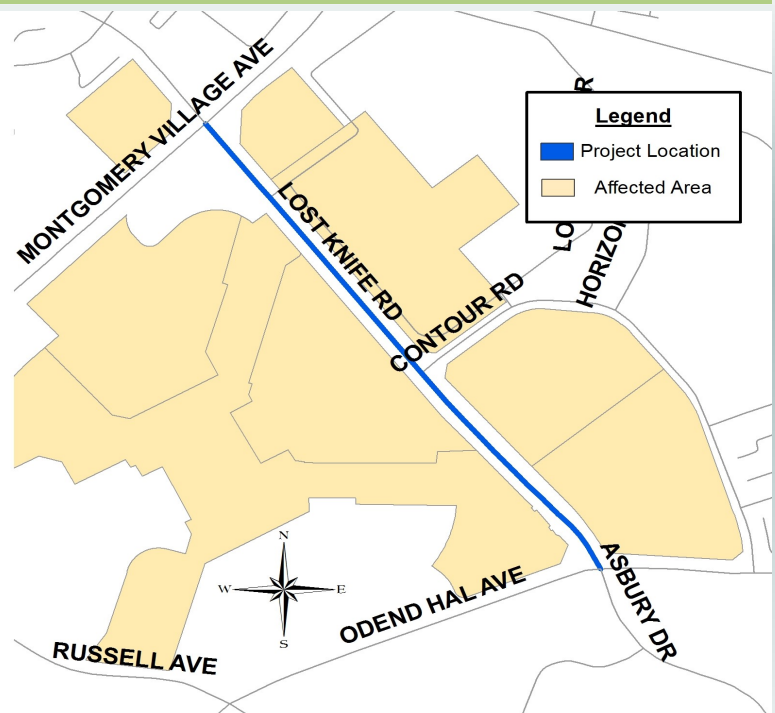 MONTGOMERY VILLAGE AVE
Legend
Project Location
Affected Area
LOST KNIFE RD
CONTOUR RD
N
W
E
S
ASBURY DR
ODEND HAL AVE
RUSSELL AVE